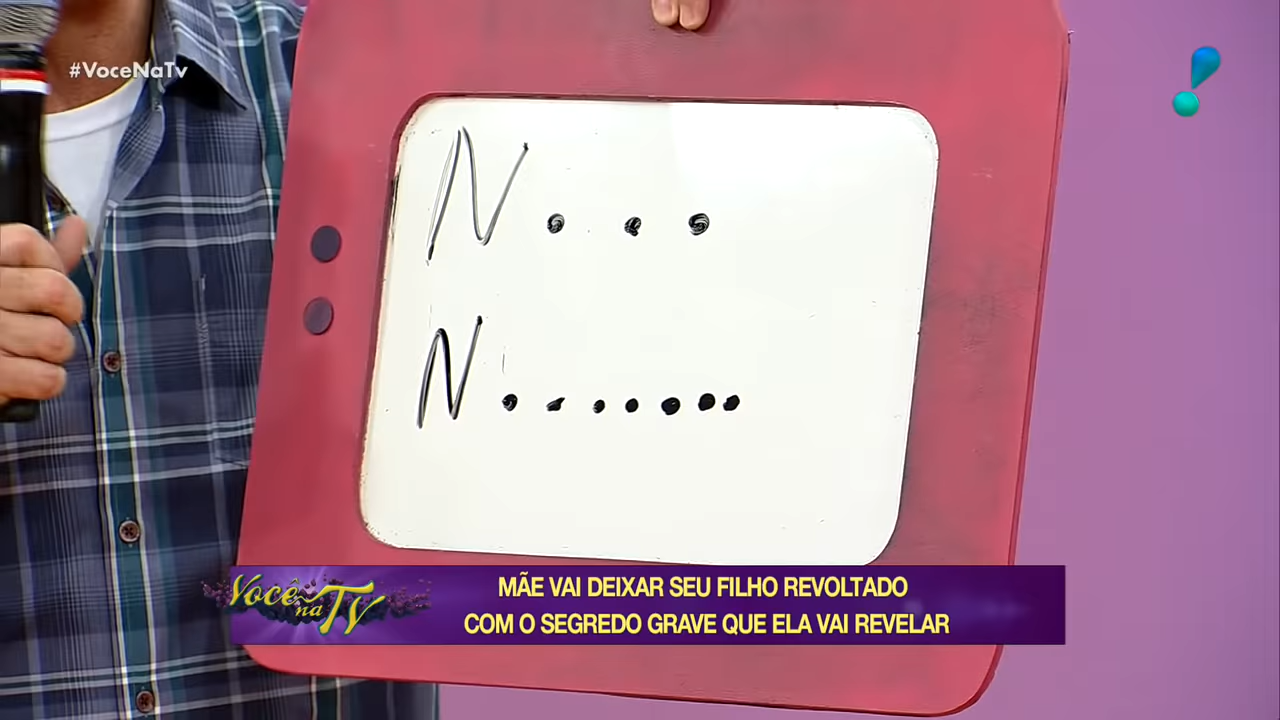 #VoceNaTv
N...
N.......
Você na TV
MÃE VAI DEIXAR SEU FILHO REVOLTADO
COM O SEGREDO GRAVE QUE ELA VAI REVELAR